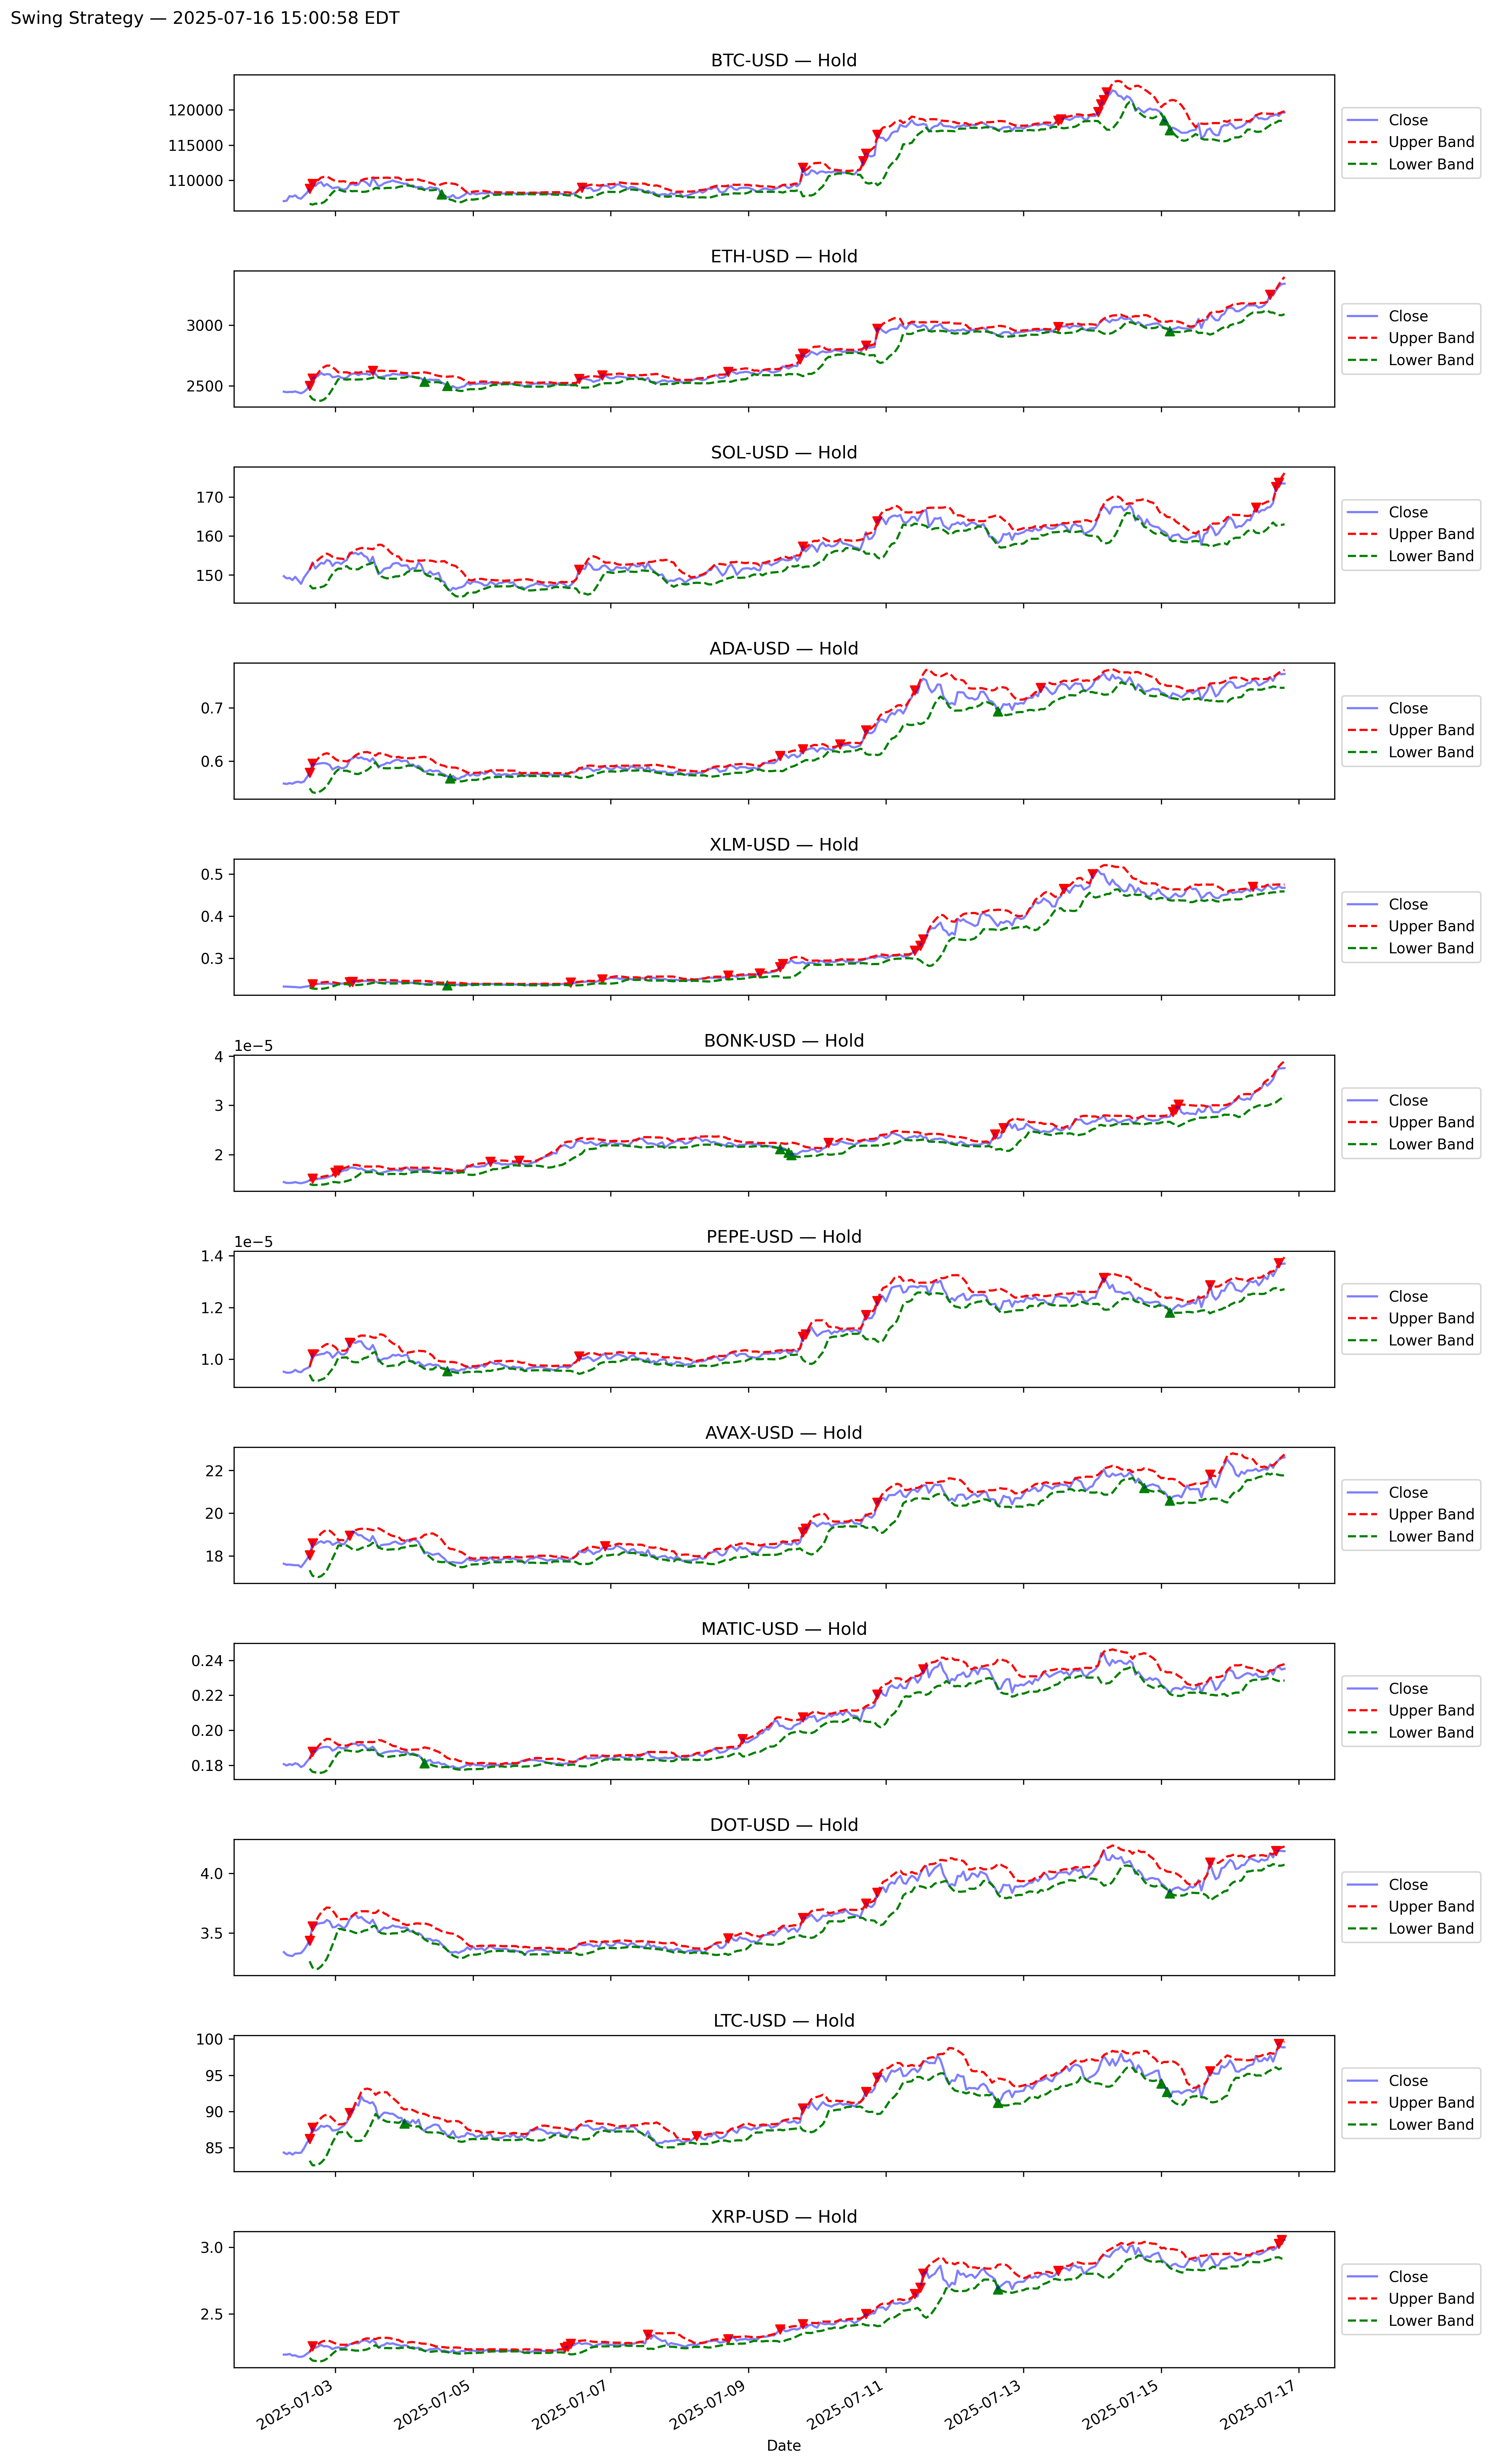 Swing Strategy — 2025-07-16 15:00:58 EDT
BTC-USD — Hold
120000
115000
110000
Close
Upper Band
Lower Band
ETH-USD — Hold
3000
2500
Close
Upper Band
Lower Band
SOL-USD — Hold
170
160
150
Close
Upper Band
Lower Band
ADA-USD — Hold
0.7
0.6
Close
Upper Band
Lower Band
XLM-USD — Hold
0.5
0.4
0.3
Close
Upper Band
Lower Band
BONK-USD — Hold
1e−5
4
3
2
Close
Upper Band
Lower Band
PEPE-USD — Hold
1e−5
1.4
1.2
1.0
Close
Upper Band
Lower Band
AVAX-USD — Hold
22
20
18
Close
Upper Band
Lower Band
MATIC-USD — Hold
0.24
0.22
0.20
0.18
Close
Upper Band
Lower Band
DOT-USD — Hold
4.0
3.5
Close
Upper Band
Lower Band
LTC-USD — Hold
100
95
90
85
Close
Upper Band
Lower Band
XRP-USD — Hold
3.0
2.5
Close
Upper Band
Lower Band
2025-07-03
2025-07-05
2025-07-07
2025-07-09
2025-07-11
2025-07-13
2025-07-15
2025-07-17
Date